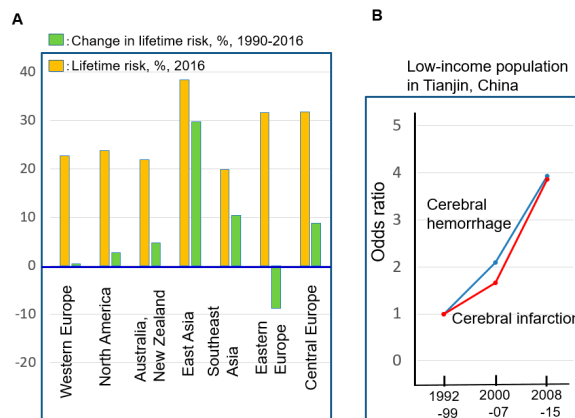 A
: Change in lifetime risk, %, 1990-2016
: Lifetime risk, %, 2016
40
30
20
10
0
-10
-20
Western Europe
North America
Australia,
New Zealand
East Asia
Southeast
Asia
Eastern
Europe
Central Europe
B
Low-income population
in Tianjin, China
Odds ratio
5
4
3
2
1
0
Cerebral
hemorrhage
Cerebral infarction
1992
-99
2000
-07
2008
-15